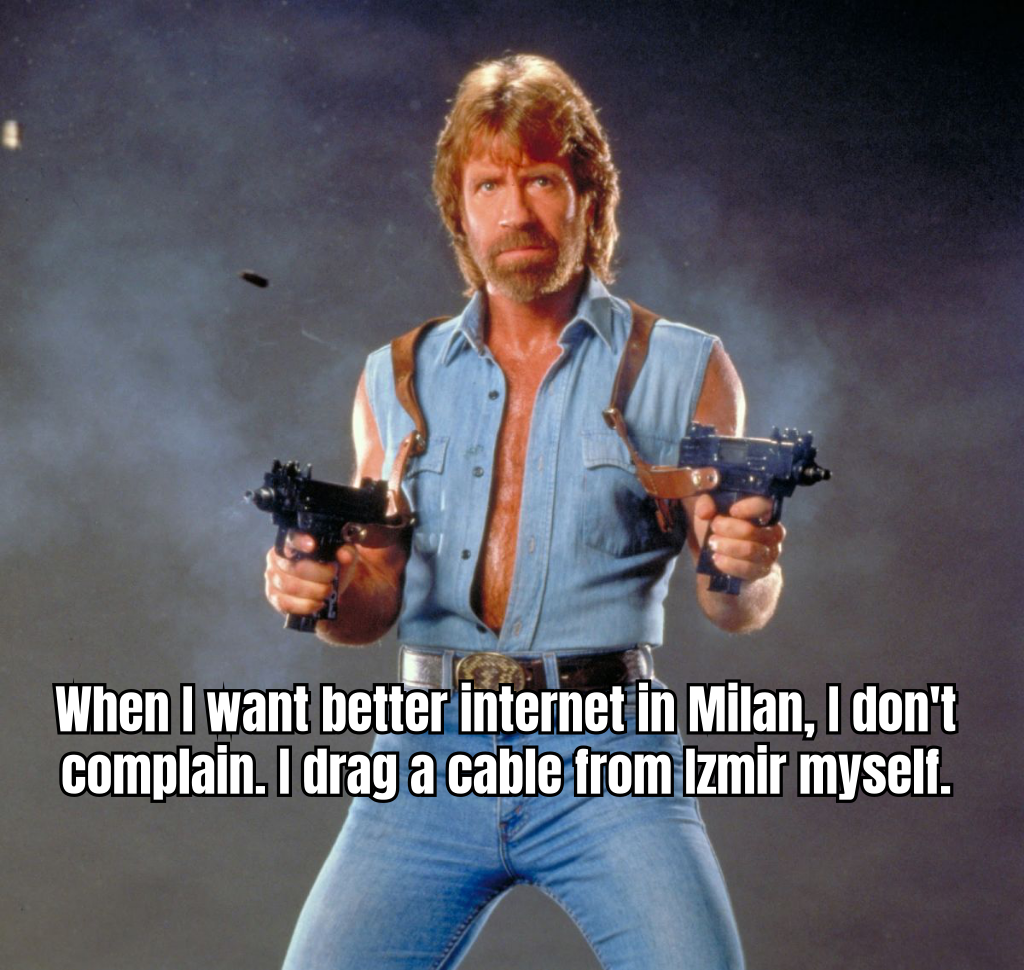 When I want better internet in Milan, I don't
complain. I drag a cable from Izmir myself.